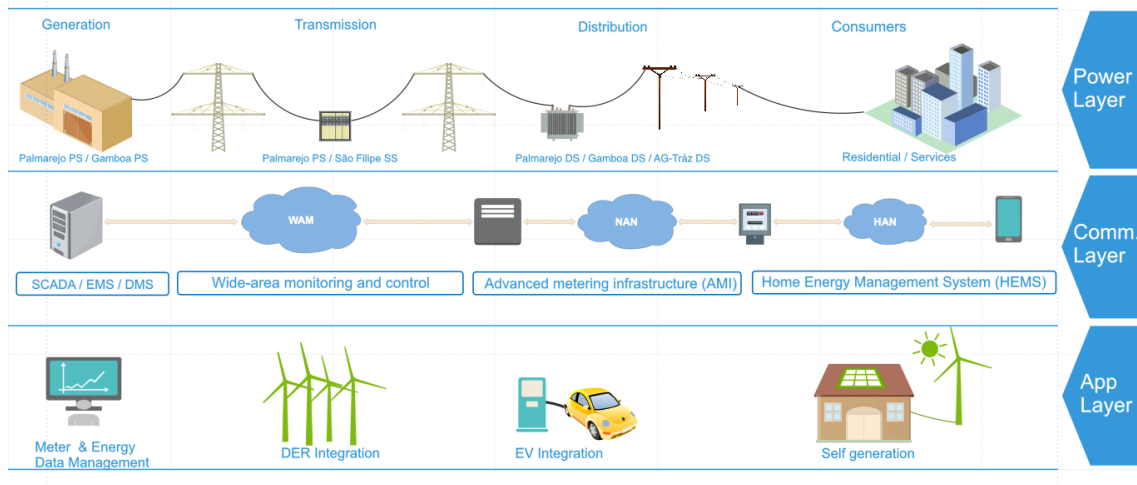 Generation
Transmission
Distribution
Consumers
Power
Layer
Palmarejo PS / Gamboa PS
Palmarejo PS / São Filipe SS
Palmarejo DS / Gamboa DS / AG-Tráz DS
Residential / Services
WAM
NAN
HAN
Comm.
Layer
SCADA / EMS / DMS
Wide-area monitoring and control
Advanced metering infrastructure (AMI)
Home Energy Management System (HEMS)
App
Layer
Meter & Energy
Data Management
DER Integration
EV Integration
Self generation